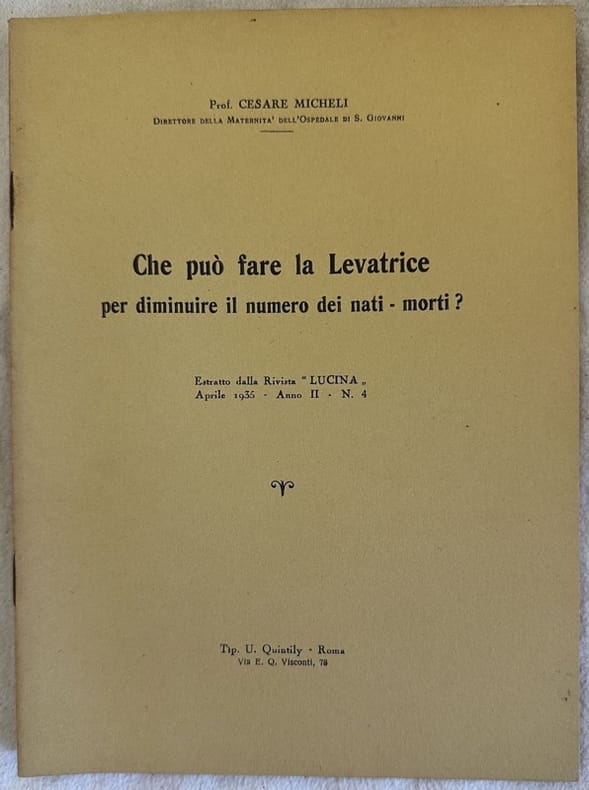 Prof. CESARE MICHELI
DIRETTORE DELLA MATERNITA' DELL'OSPEDALE DI S. GIOVANNI
Che può fare la Levatrice
per diminuire il numero dei nati - morti ?
Estratto dalla Rivista " LUCINA „
Aprile 1935 - Anno II - N. 4
Tip. U. Quintily - Roma
Via E. Q. Visconti, 78